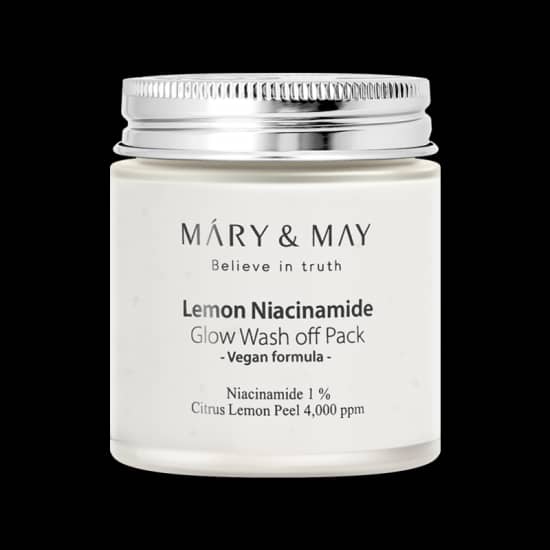 MÁRY & MAY
Believe in truth
Lemon Niacinamide
Glow Wash off Pack
- Vegan formula -
Niacinamide 1 %
Citrus Lemon Peel 4,000 ppm